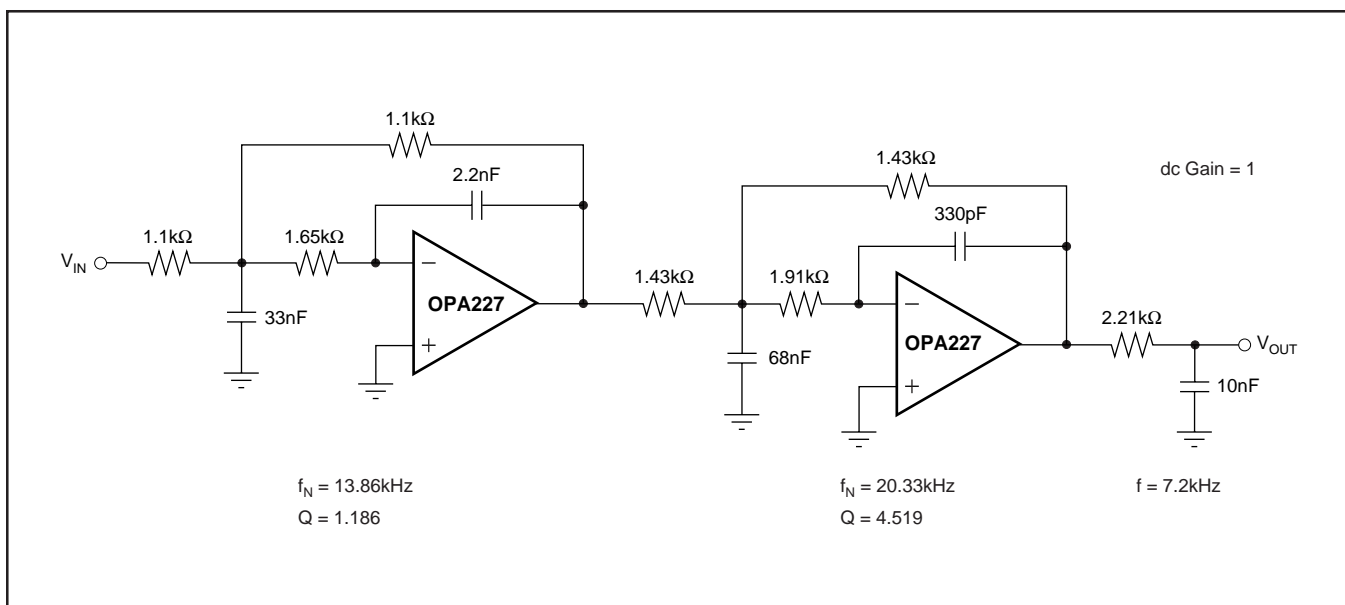 1.1kΩ
2.2nF
1.1kΩ
1.65kΩ
V_IN
33nF
−
+
OPA227
1.43kΩ
dc Gain = 1
330pF
1.43kΩ
1.91kΩ
68nF
−
+
OPA227
2.21kΩ
V_OUT
10nF
f_N = 13.86kHz
Q = 1.186
f_N = 20.33kHz
Q = 4.519
f = 7.2kHz